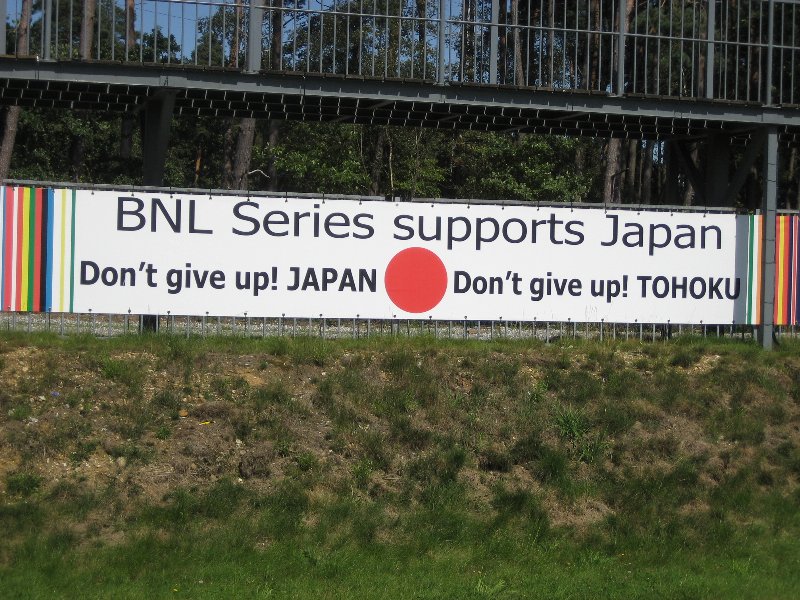 BNL Series supports Japan
Don't give up! JAPAN Don't give up! TOHOKU